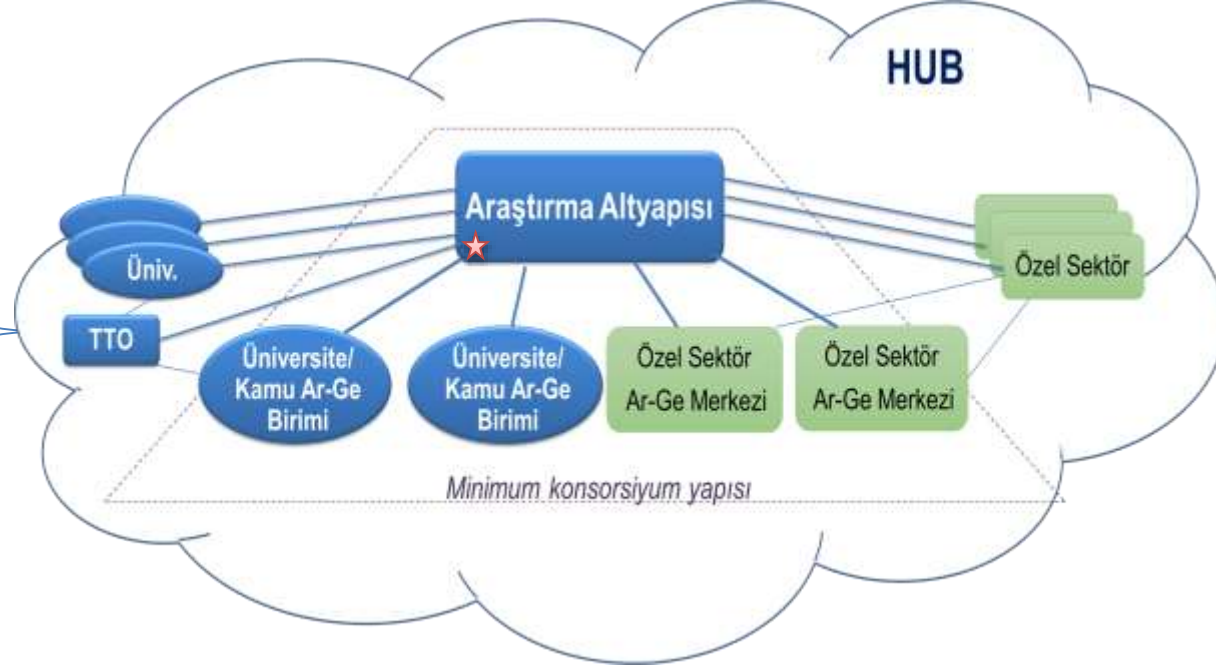 HUB
Araştırma Altyapısı
Üniv.
Özel Sektör
TTO
Üniversite/
Kamu Ar-Ge
Birimi
Üniversite/
Kamu Ar-Ge
Birimi
Özel Sektör
Ar-Ge Merkezi
Özel Sektör
Ar-Ge Merkezi
Minimum konsorsiyum yapısı